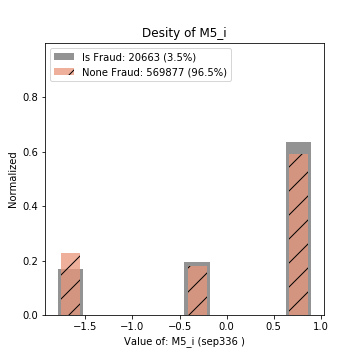 Desity of M5_i
Is Fraud: 20663 (3.5%)
None Fraud: 569877 (96.5%)
Normalized
0.8
0.6
0.4
0.2
0.0
−1.5 −1.0 −0.5 0.0 0.5 1.0
Value of: M5_i (sep336 )